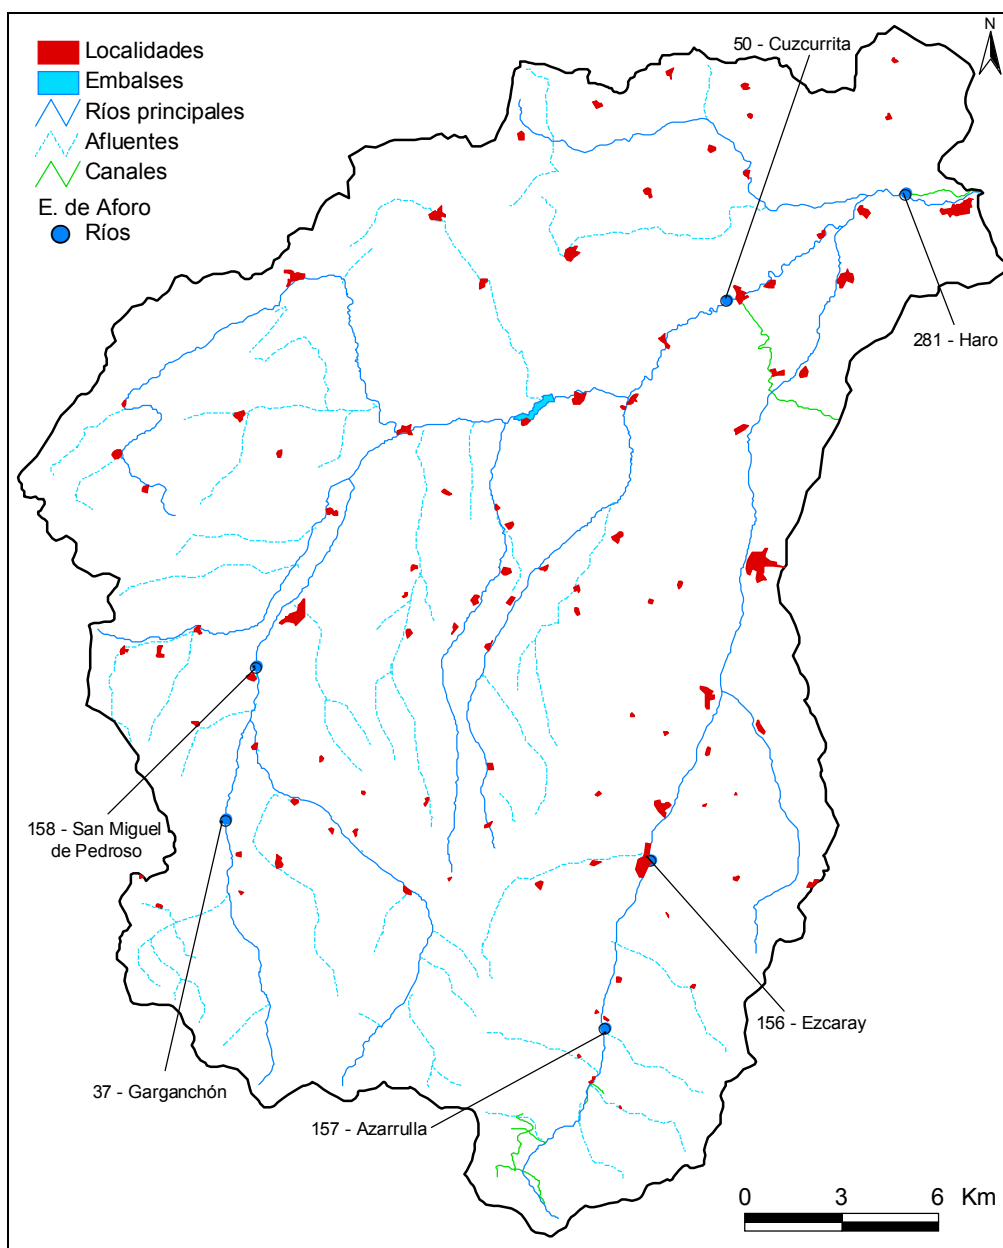 Localidades
Embalses
Ríos principales
Afluentes
Canales
E. de Aforo
Ríos
50 - Cuzcurrita
N
281 - Haro
158 - San Miguel
de Pedroso
156 - Ezcaray
37 - Garganchón
157 - Azarrulla
0 3 6 Km